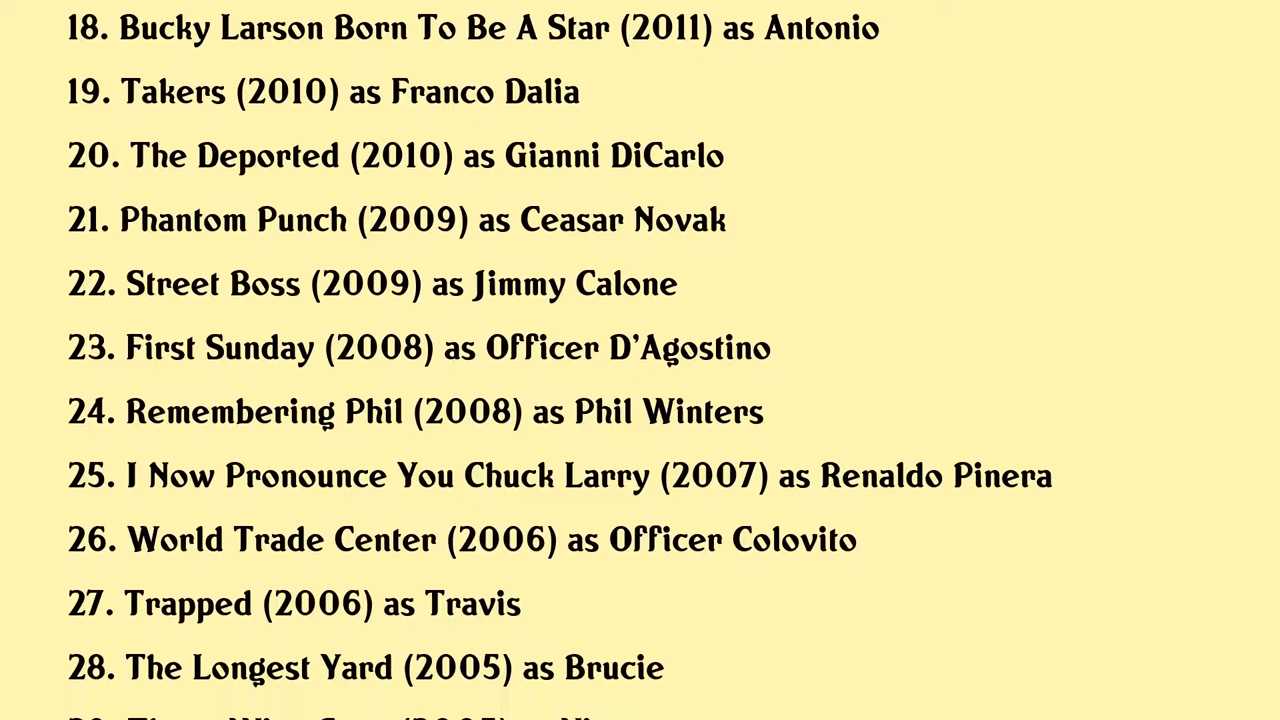 18. Bucky Larson Born To Be A Star (2011) as Antonio
19. Takers (2010) as Franco Dalia
20. The Deported (2010) as Gianni DiCarlo
21. Phantom Punch (2009) as Ceasar Novak
22. Street Boss (2009) as Jimmy Calone
23. First Sunday (2008) as Officer D'Agostino
24. Remembering Phil (2008) as Phil Winters
25. I Now Pronounce You Chuck Larry (2007) as Renaldo Pinera
26. World Trade Center (2006) as Officer Colovito
27. Trapped (2006) as Travis
28. The Longest Yard (2005) as Brucie